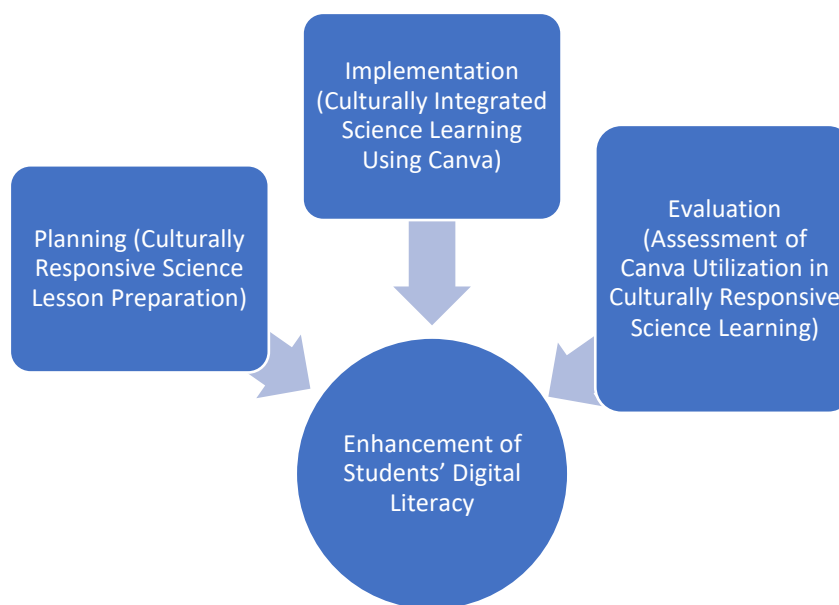 Planning (Culturally
Responsive Science
Lesson Preparation)
Implementation
(Culturally Integrated
Science Learning
Using Canva)
Evaluation
(Assessment of
Canva Utilization in
Culturally Responsive
Science Learning)
Enhancement of
Students’ Digital
Literacy